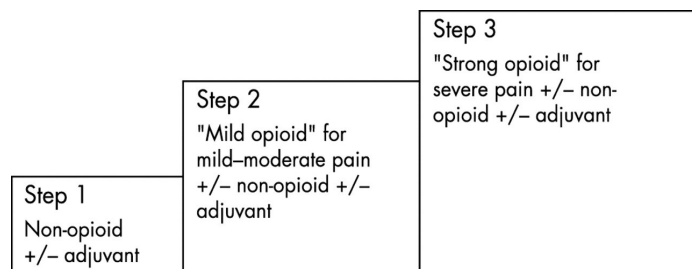 Step 3
"Strong opioid" for
severe pain +/– non-
opioid +/– adjuvant
Step 2
"Mild opioid" for
mild–moderate pain
+/– non-opioid +/–
adjuvant
Step 1
Non-opioid
+/– adjuvant